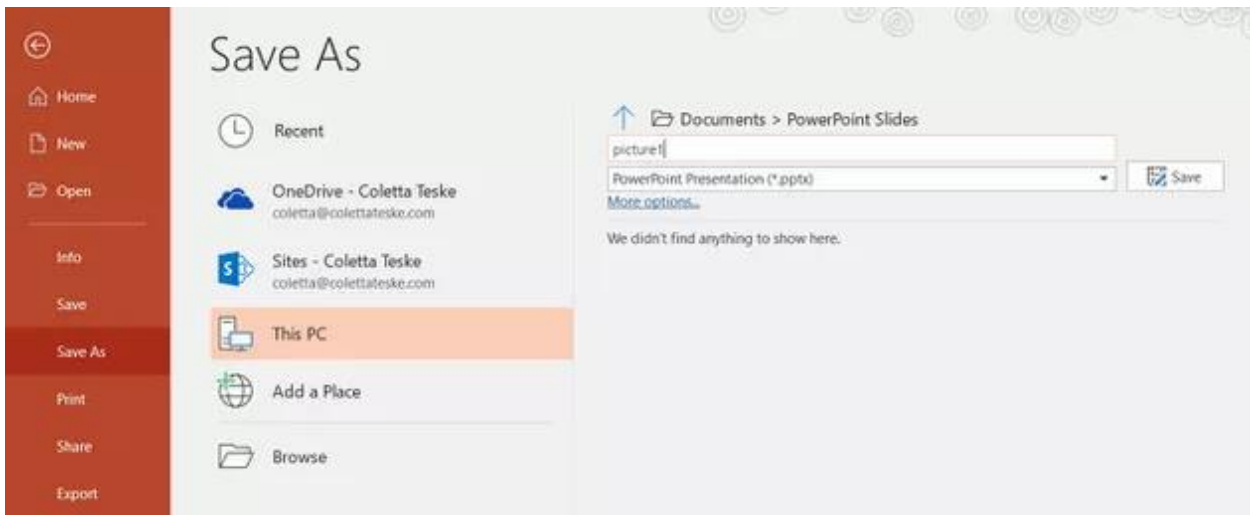 Save As
Home
New
Open
Info
Save
Save As
Print
Share
Export
Recent
OneDrive - Coletta Teske
coletta@colettateske.com
Sites - Coletta Teske
coletta@colettateske.com
This PC
Add a Place
Browse
Documents > PowerPoint Slides
picture1
PowerPoint Presentation (*.pptx)
Save
More options...
We didn't find anything to show here.